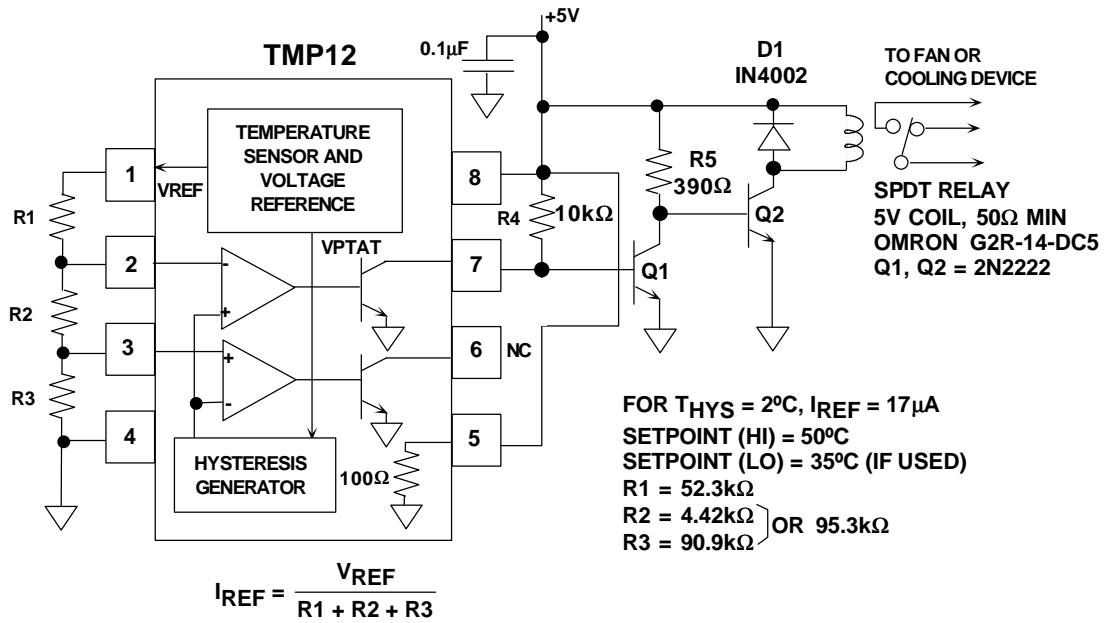 +5V
0.1μF
TMP12
D1
IN4002
TO FAN OR
COOLING DEVICE
TEMPERATURE
SENSOR AND
VOLTAGE
REFERENCE
1
VREF
8
R1
R5
390Ω
R4
10kΩ
SPDT RELAY
5V COIL, 50Ω MIN
OMRON G2R-14-DC5
Q1, Q2 = 2N2222
VPTAT
2
-
+
7
Q1
Q2
R2
3
+
-
6
NC
R3
4
HYSTERESIS
GENERATOR
100Ω
5
FOR THYS = 2ºC, IREF = 17μA
SETPOINT (HI) = 50ºC
SETPOINT (LO) = 35ºC (IF USED)
R1 = 52.3kΩ
R2 = 4.42kΩ
R3 = 90.9kΩ
OR 95.3kΩ
IREF = VREF
R1 + R2 + R3